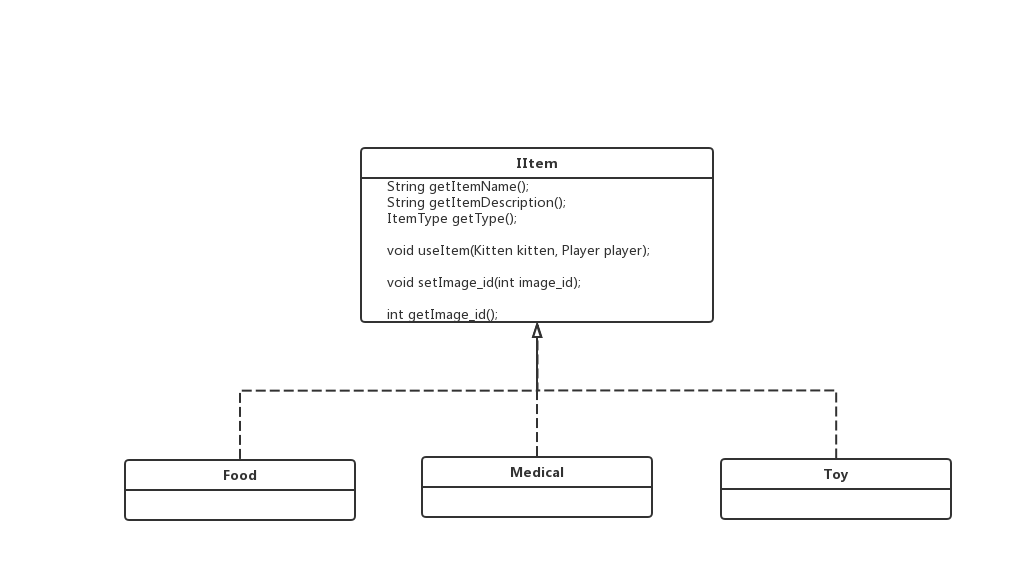 IItem
String getItemName();
String getItemDescription();
ItemType getType();
void useItem(Kitten kitten, Player player);
void setImage_id(int image_id);
int getImage_id();
Food
Medical
Toy